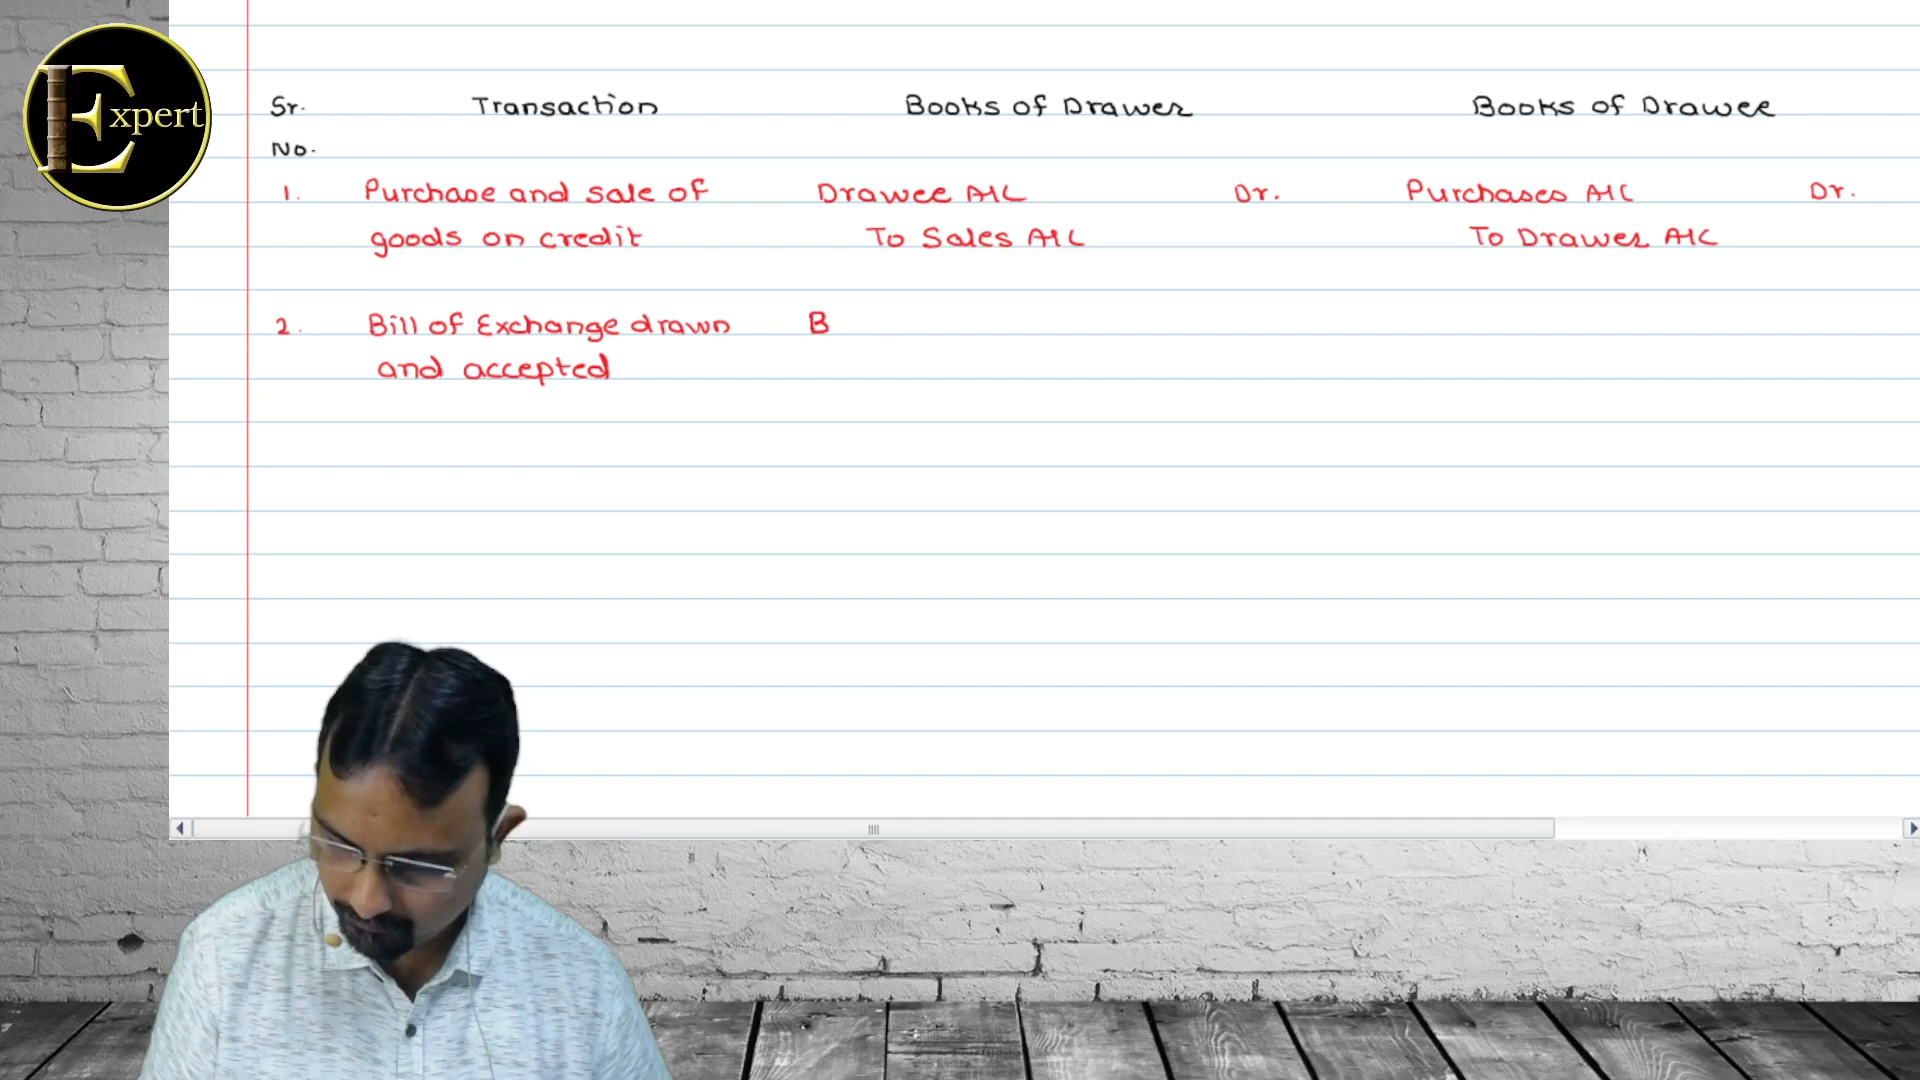 Expert
Sr. Transaction Books of Drawer Books of Drawee
No.
1. Purchase and sale of Drawee A/C Dr. Purchases A/C Dr.
goods on credit To Sales A/C To Drawer A/C
2. Bill of Exchange drawn B
and accepted